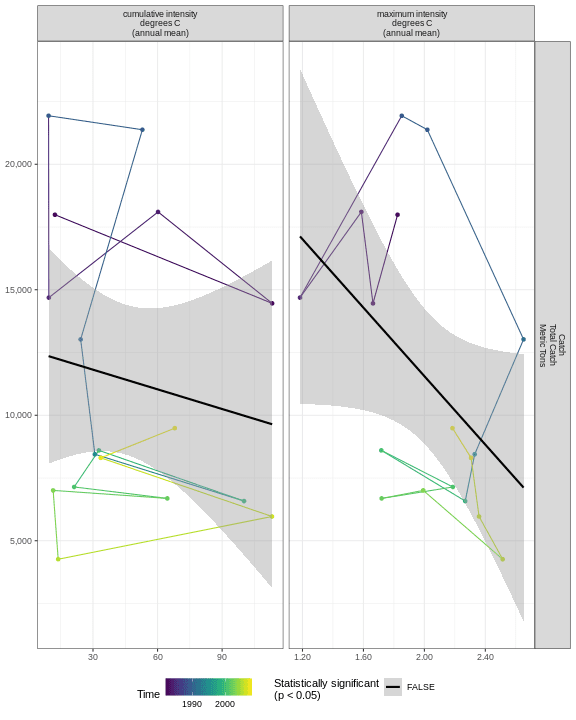 cumulative intensity
degrees C
(annual mean)
maximum intensity
degrees C
(annual mean)
20,000
15,000
10,000
5,000
Catch
Total Catch
Metric Tons
30
60
90
1.20
1.60
2.00
2.40
Time
1990
2000
Statistically significant
(p < 0.05)
FALSE